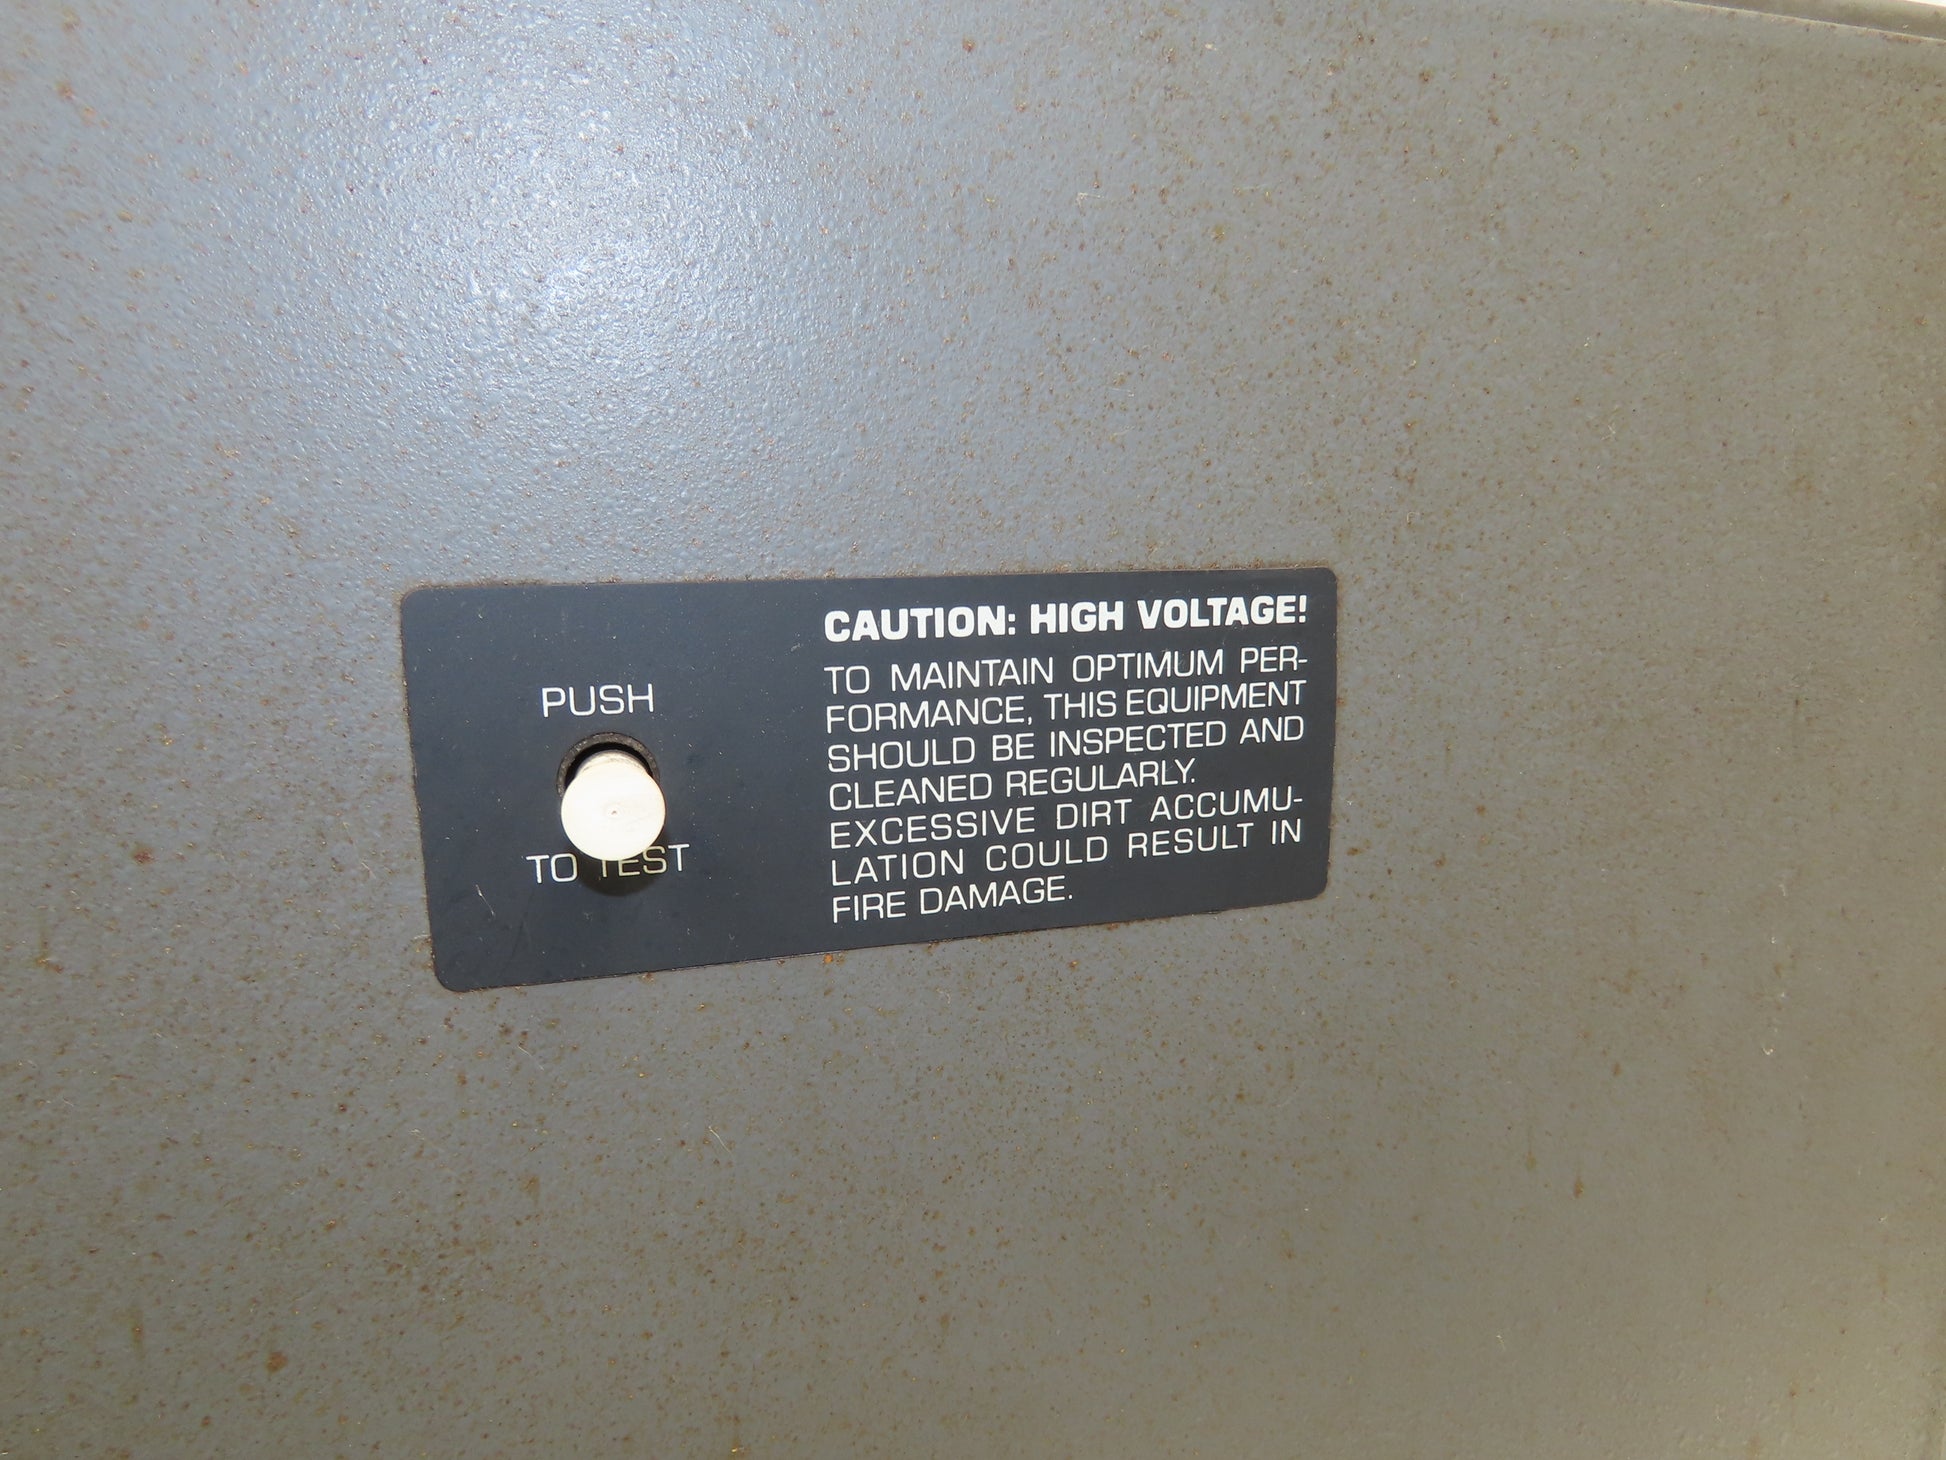 PUSH
TO TEST
CAUTION: HIGH VOLTAGE!
TO MAINTAIN OPTIMUM PER-
FORMANCE, THIS EQUIPMENT
SHOULD BE INSPECTED AND
CLEANED REGULARLY.
EXCESSIVE DIRT ACCUMU-
LATION COULD RESULT IN
FIRE DAMAGE.